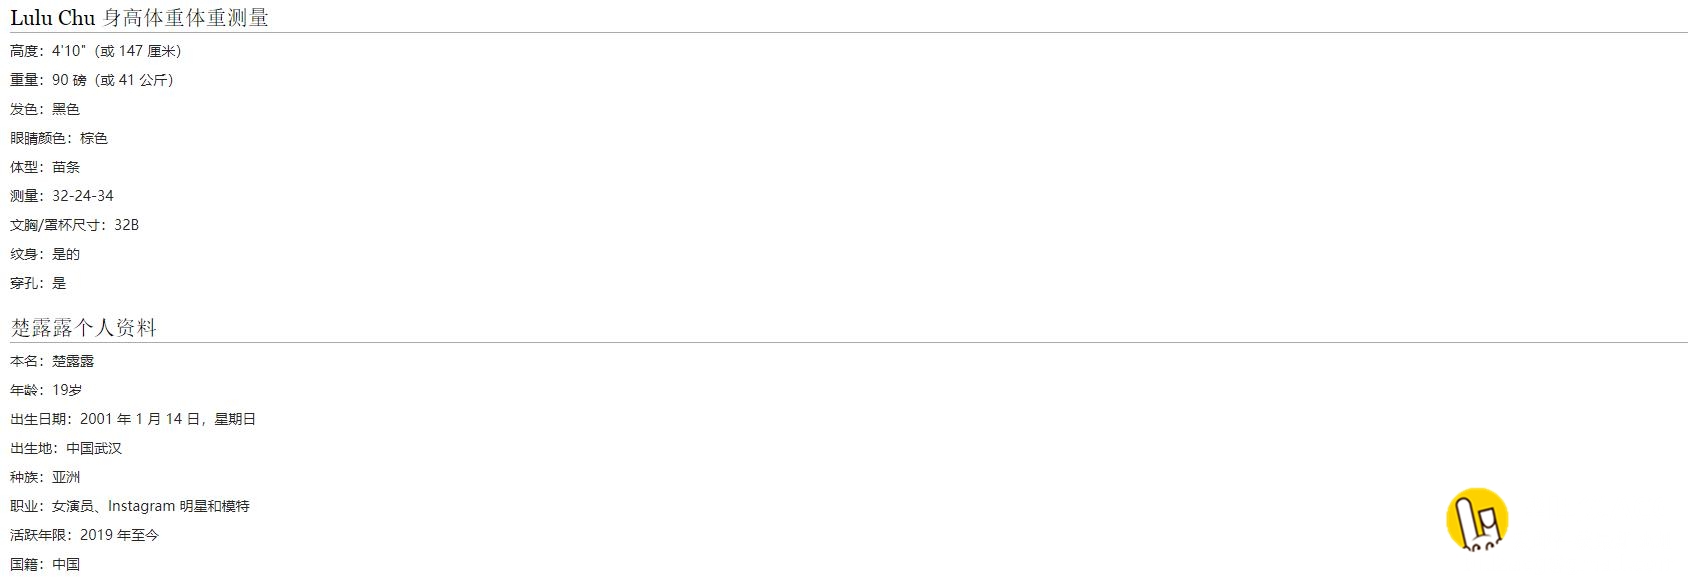 Lulu Chu 身高体重体重测量
高度：4'10"（或 147 厘米）
重量：90 磅（或 41 公斤）
发色：黑色
眼睛颜色：棕色
体型：苗条
测量：32-24-34
文胸/罩杯尺寸：32B
纹身：是的
穿孔：是
楚露露个人资料
本名：楚露露
年龄：19岁
出生日期：2001 年 1 月 14 日，星期日
出生地：中国武汉
种族：亚洲
职业：女演员、Instagram 明星和模特
活跃年限：2019 年至今
国籍：中国